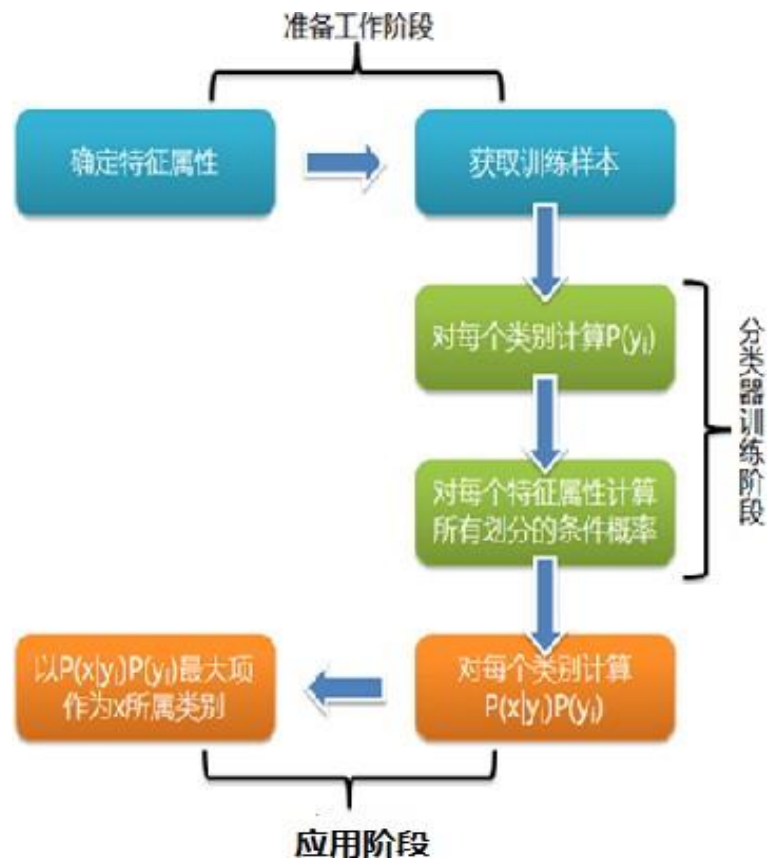 准备工作阶段
确定特征属性
获取训练样本
对每个类别计算P(yᵢ)
对每个特征属性计算
所有划分的条件概率
分类器训练阶段
对每个类别计算
P(x|yᵢ)P(yᵢ)
以P(x|yᵢ)P(yᵢ)最大项
作为x所属类别
应用阶段